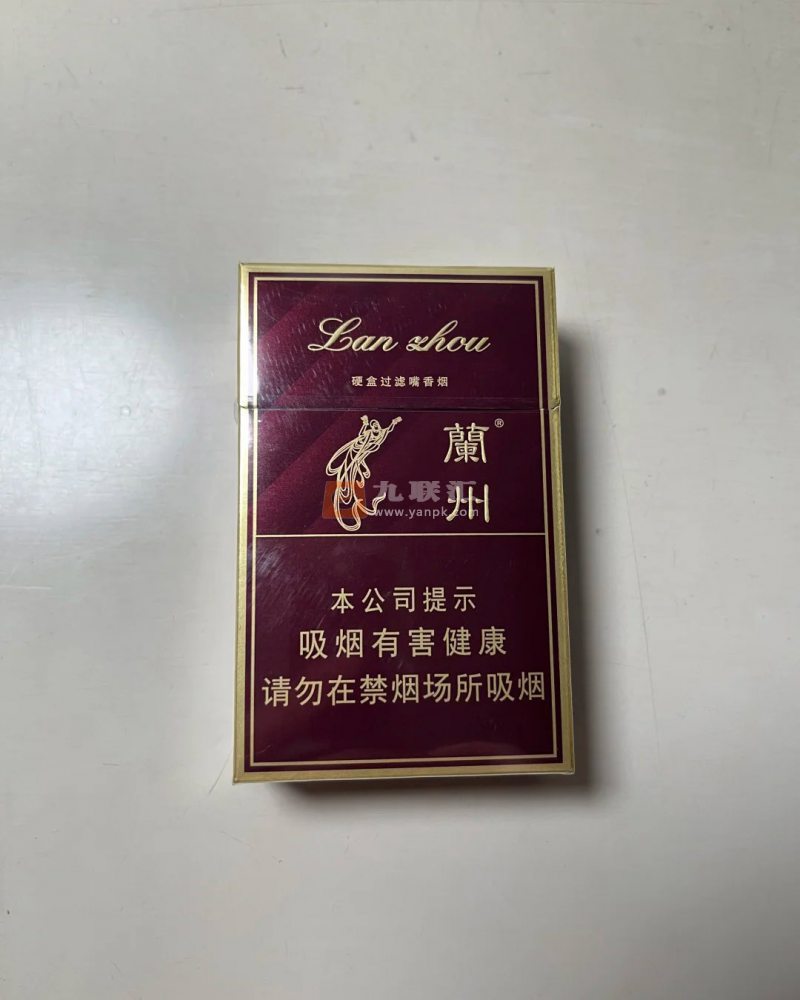 Lan zhou
硬盒过滤嘴香烟
蘭®
州
九联汇
www.yanpk.com
本公司提示
吸烟有害健康
请勿在禁烟场所吸烟